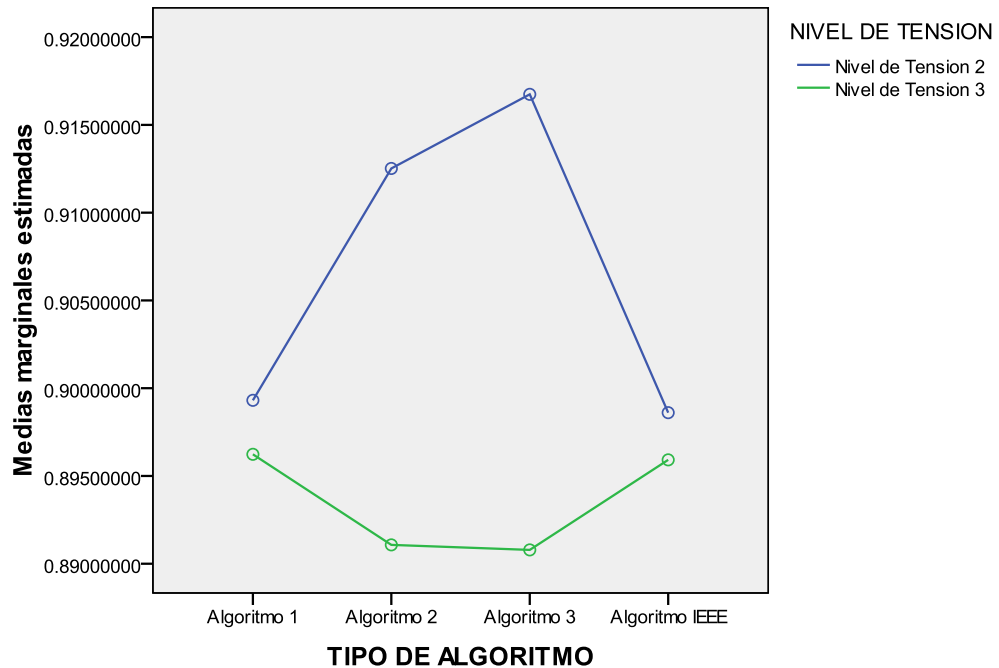 NIVEL DE TENSION
Nivel de Tension 2
Nivel de Tension 3
Medias marginales estimadas
0.92000000
0.91500000
0.91000000
0.90500000
0.90000000
0.89500000
0.89000000
Algoritmo 1
Algoritmo 2
Algoritmo 3
Algoritmo IEEE
TIPO DE ALGORITMO